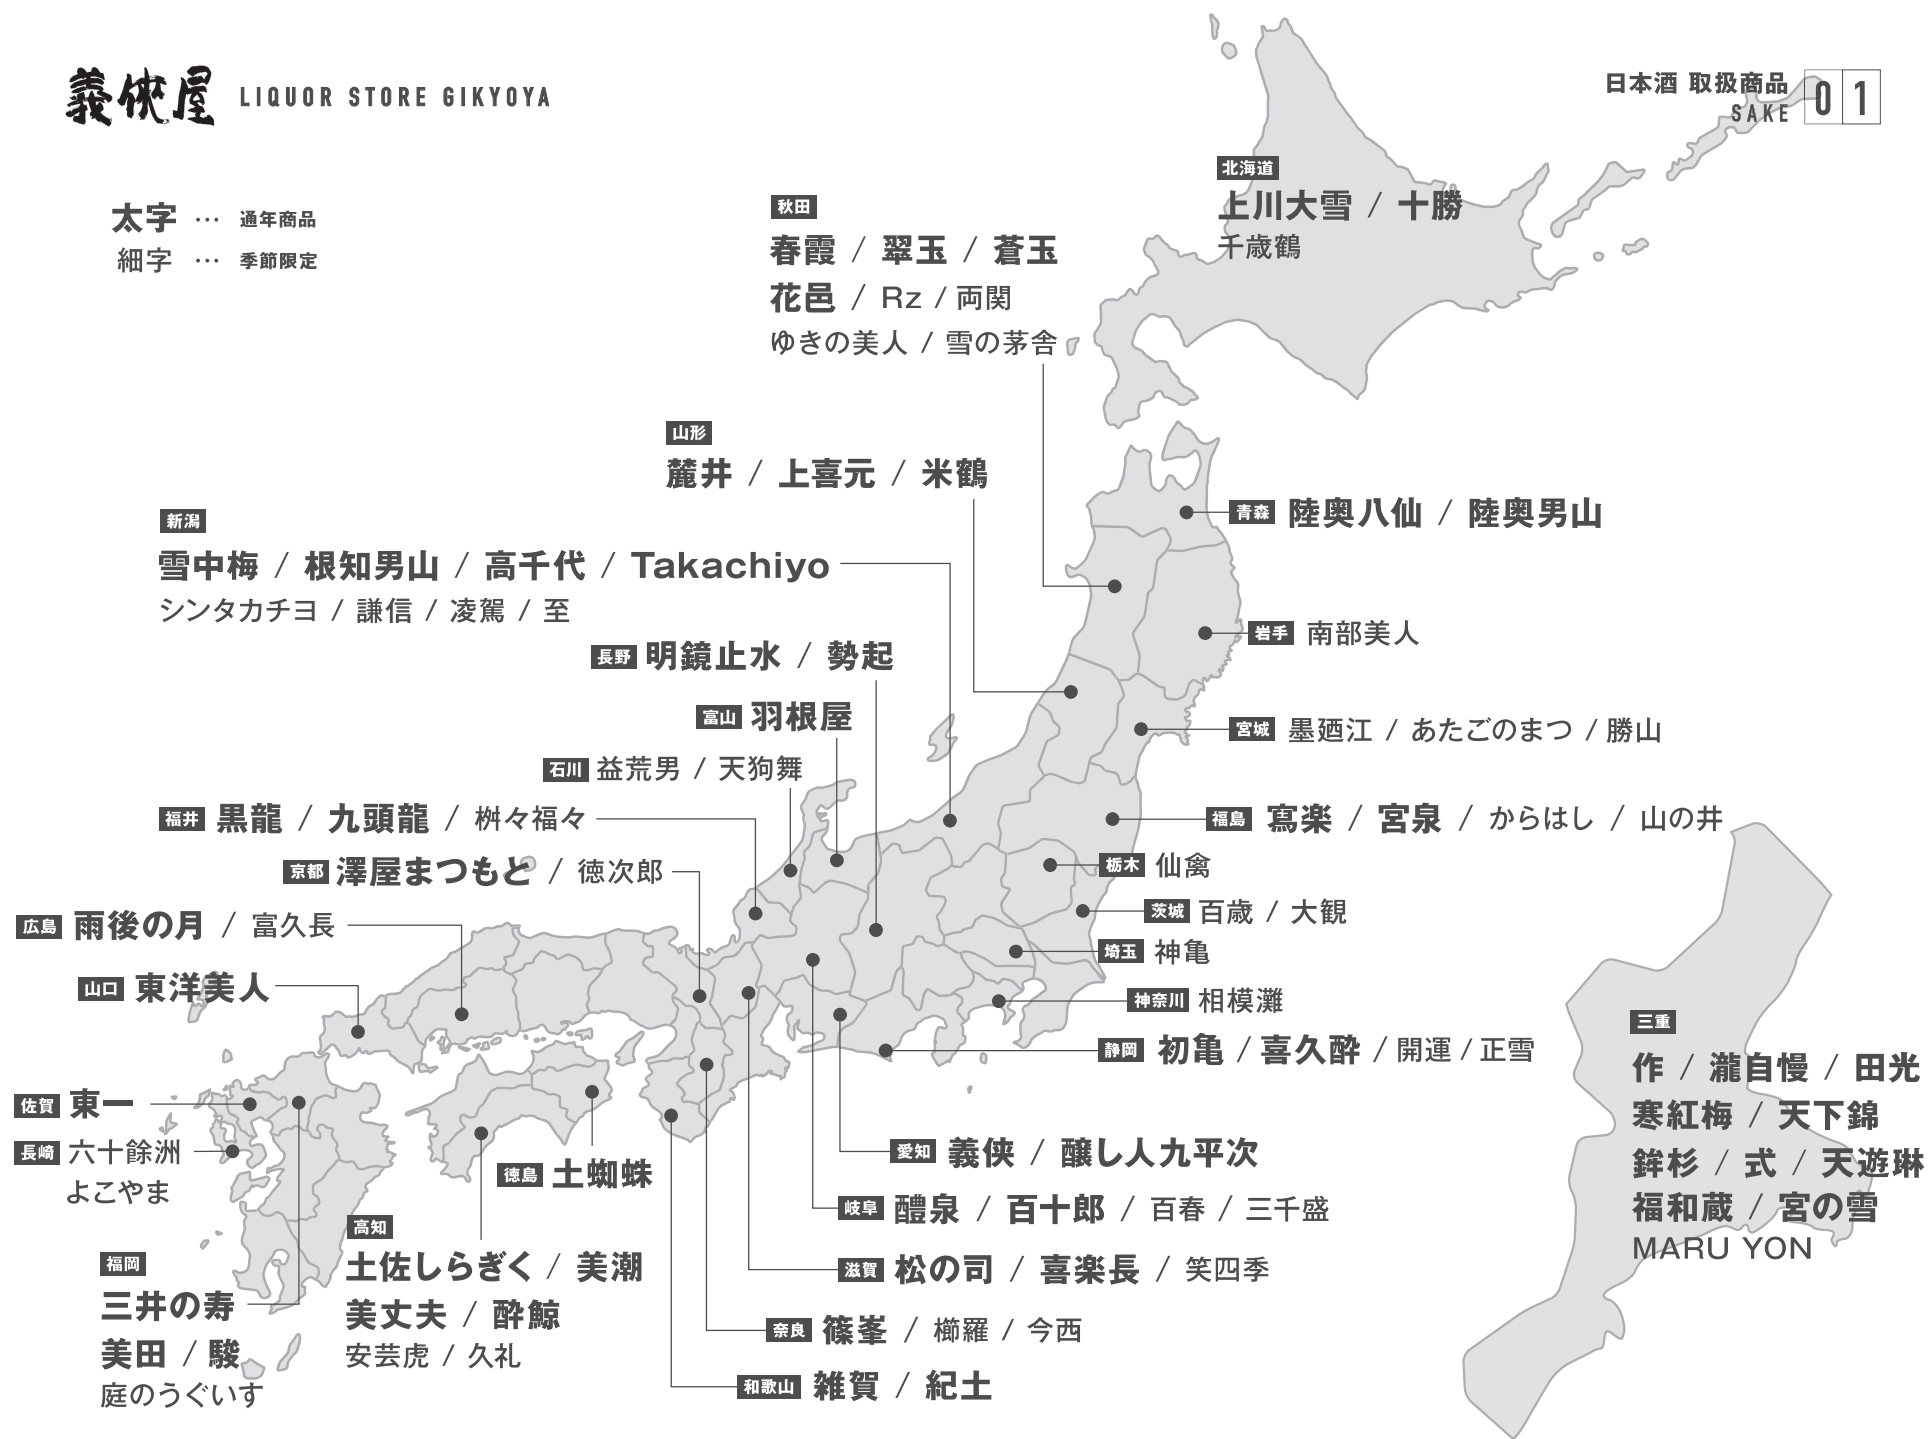 義侠屋 LIQUOR STORE GIKYOYA
日本酒 取扱商品
SAKE
01
太字 … 通年商品
細字 … 季節限定
北海道
上川大雪 / 十勝
千歳鶴
秋田
春霞 / 翠玉 / 蒼玉
花邑 / Rz / 両関
ゆきの美人 / 雪の茅舎
山形
麓井 / 上喜元 / 米鶴
青森 陸奥八仙 / 陸奥男山
新潟
雪中梅 / 根知男山 / 高千代 / Takachiyo
シンタカチヨ / 謙信 / 凌駕 / 至
岩手 南部美人
長野 明鏡止水 / 勢起
富山 羽根屋
宮城 墨廼江 / あたごのまつ / 勝山
石川 益荒男 / 天狗舞
福井 黒龍 / 九頭龍 / 桝々福々
福島 寫楽 / 宮泉 / からはし / 山の井
京都 澤屋まつもと / 徳次郎
栃木 仙禽
茨城 百歳 / 大観
広島 雨後の月 / 富久長
埼玉 神亀
山口 東洋美人
神奈川 相模灘
静岡 初亀 / 喜久酔 / 開運 / 正雪
三重
作 / 瀧自慢 / 田光
寒紅梅 / 天下錦
鉾杉 / 式 / 天遊琳
福和蔵 / 宮の雪
MARU YON
佐賀 東一
長崎 六十餘洲
よこやま
愛知 義侠 / 醸し人九平次
徳島 土蜘蛛
岐阜 醴泉 / 百十郎 / 百春 / 三千盛
高知
土佐しらぎく / 美潮
美丈夫 / 酔鯨
安芸虎 / 久礼
福岡
三井の寿
美田 / 駿
庭のうぐいす
滋賀 松の司 / 喜楽長 / 笑四季
奈良 篠峯 / 櫛羅 / 今西
和歌山 雑賀 / 紀土